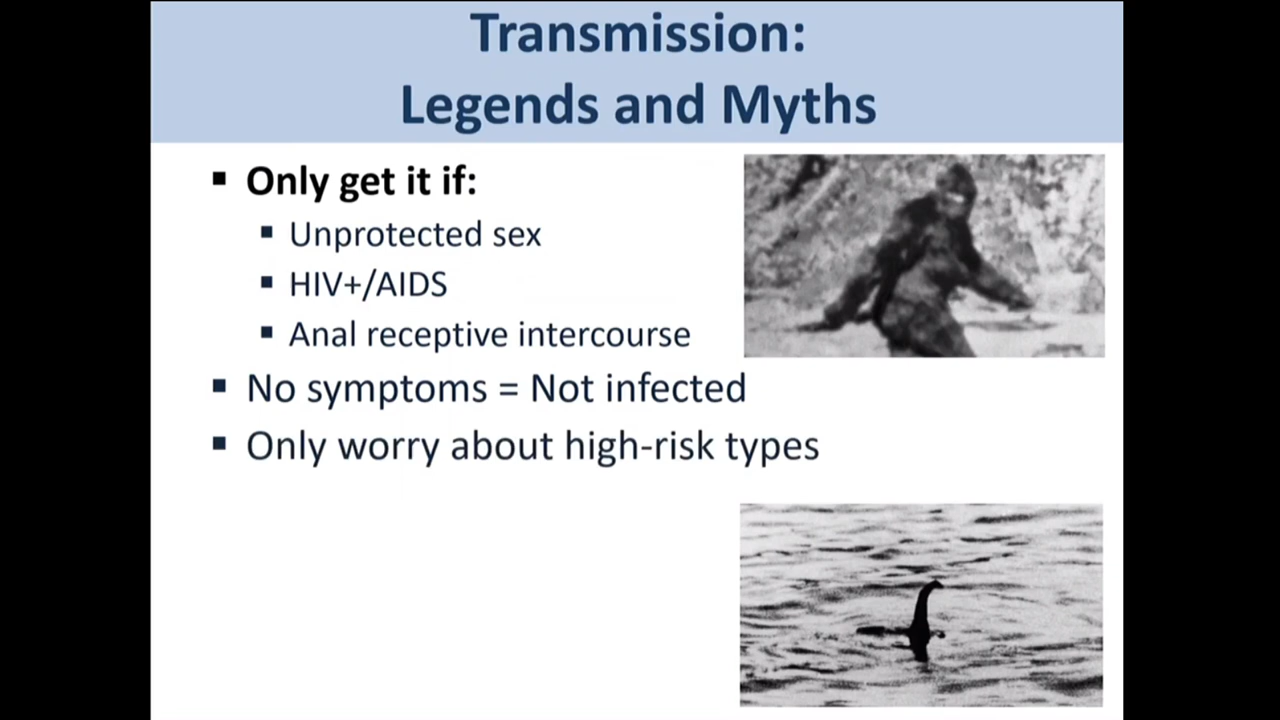 Transmission:
Legends and Myths
▪ Only get it if:
▪ Unprotected sex
▪ HIV+/AIDS
▪ Anal receptive intercourse
▪ No symptoms = Not infected
▪ Only worry about high-risk types